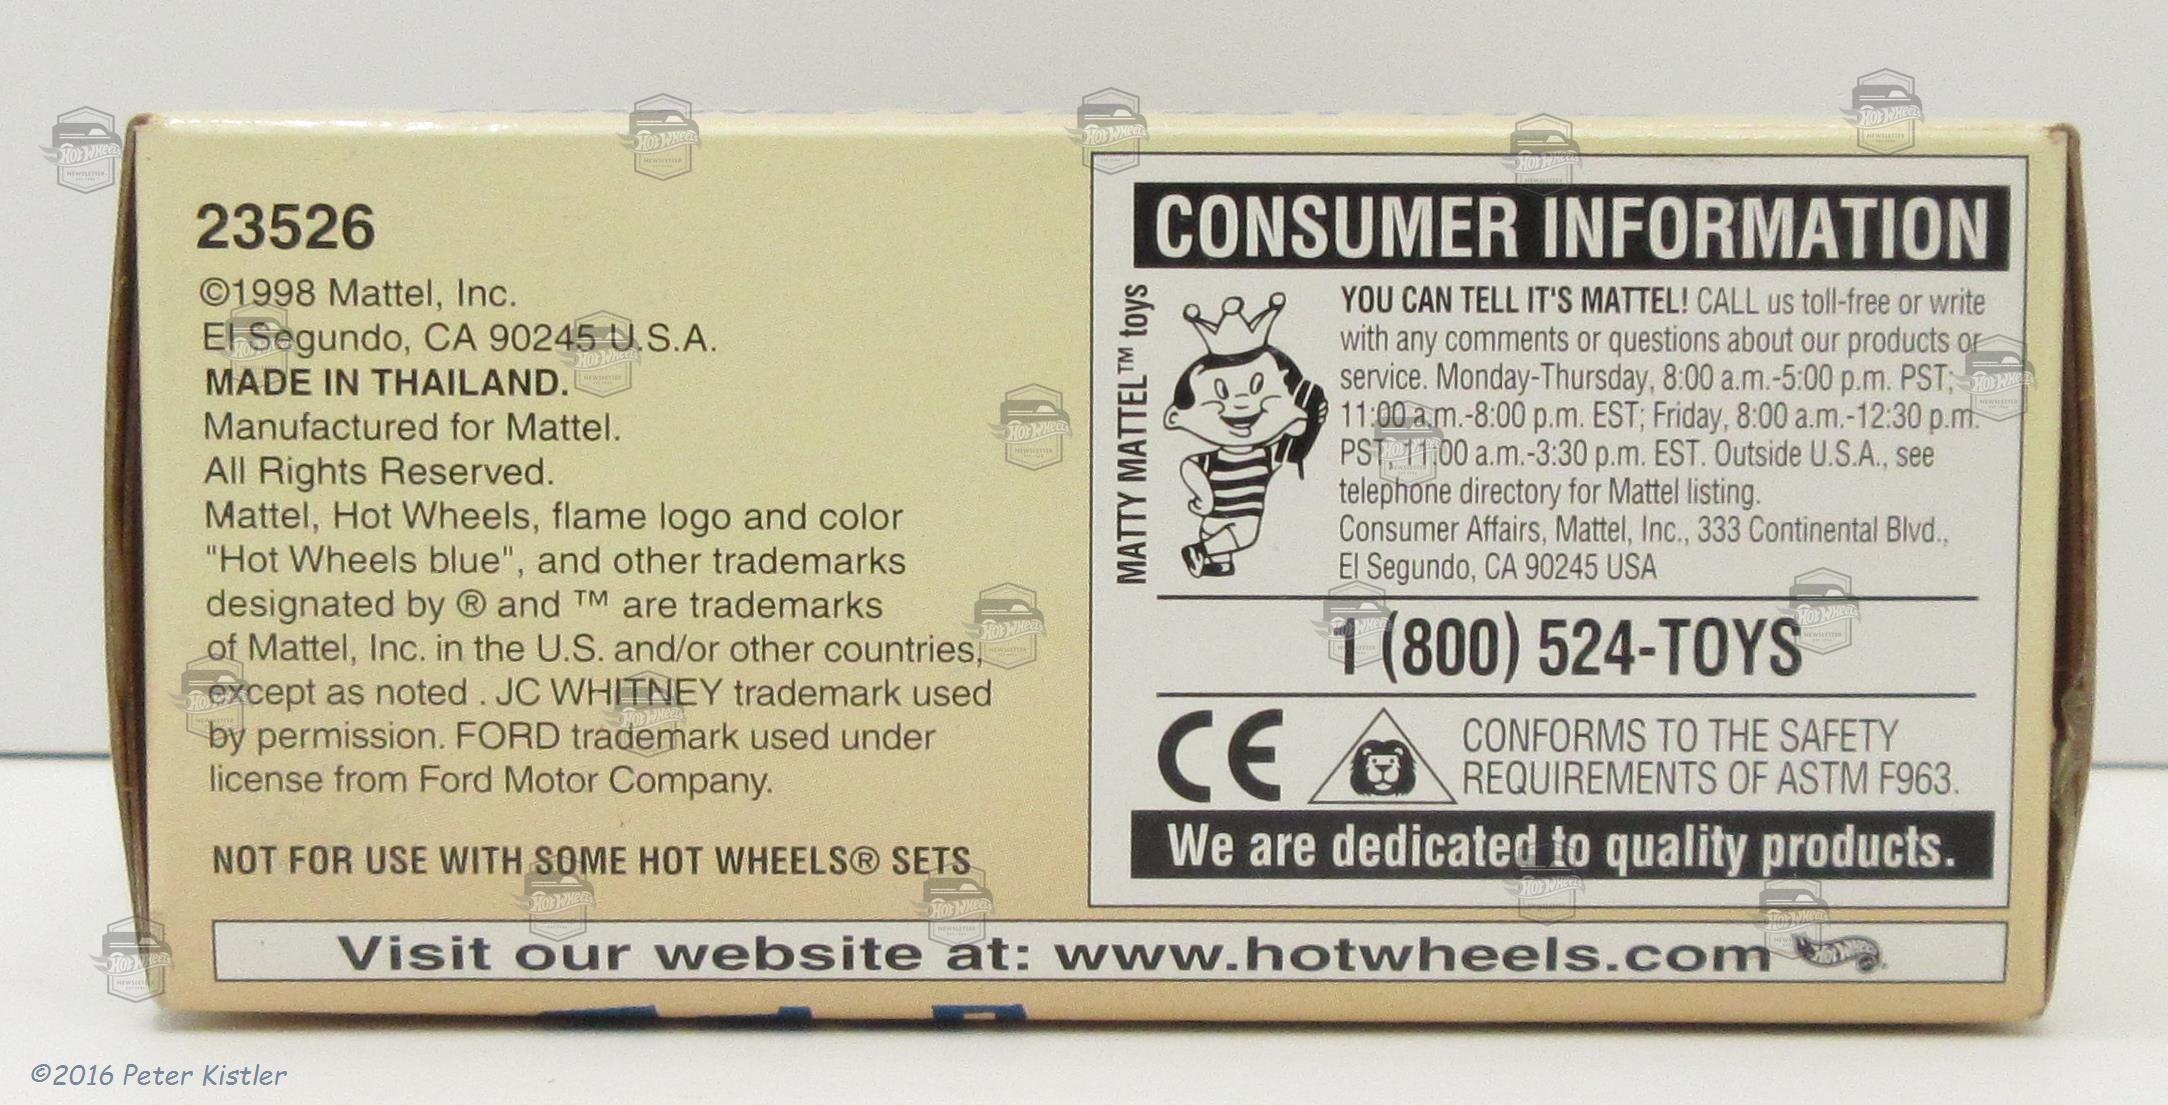 23526
©1998 Mattel, Inc.
El Segundo, CA 90245 U.S.A.
MADE IN THAILAND.
Manufactured for Mattel.
All Rights Reserved.
Mattel, Hot Wheels, flame logo and color
"Hot Wheels blue", and other trademarks
designated by ® and ™ are trademarks
of Mattel, Inc. in the U.S. and/or other countries,
except as noted . JC WHITNEY trademark used
by permission. FORD trademark used under
license from Ford Motor Company.
NOT FOR USE WITH SOME HOT WHEELS® SETS
CONSUMER INFORMATION
MATTY MATTEL™ toys
YOU CAN TELL IT'S MATTEL! CALL us toll-free or write
with any comments or questions about our products or
service. Monday-Thursday, 8:00 a.m.-5:00 p.m. PST;
11:00 a.m.-8:00 p.m. EST; Friday, 8:00 a.m.-12:30 p.m.
PST, 11:00 a.m.-3:30 p.m. EST. Outside U.S.A., see
telephone directory for Mattel listing.
Consumer Affairs, Mattel, Inc., 333 Continental Blvd.,
El Segundo, CA 90245 USA
1 (800) 524-TOYS
CE
CONFORMS TO THE SAFETY
REQUIREMENTS OF ASTM F963.
We are dedicated to quality products.
Visit our website at: www.hotwheels.com Hot Wheels
©2016 Peter Kistler